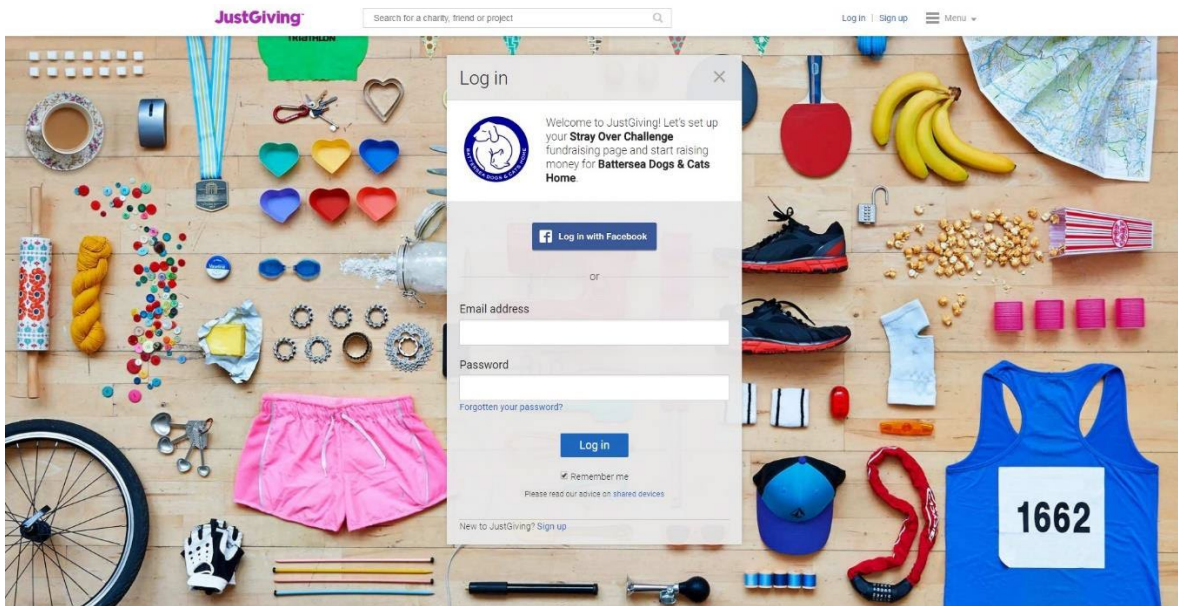 JustGiving™
Search for a charity, friend or project
Log in | Sign up Menu
TRIATHLON
Log in
BATTERSEA DOGS & CATS HOME
Welcome to JustGiving! Let's set up
your Stray Over Challenge
fundraising page and start raising
money for Battersea Dogs & Cats
Home.
Log in with Facebook
or
Email address
Password
Forgotten your password?
Log in
Remember me
Please read our advice on shared devices
New to JustGiving? Sign up
1662